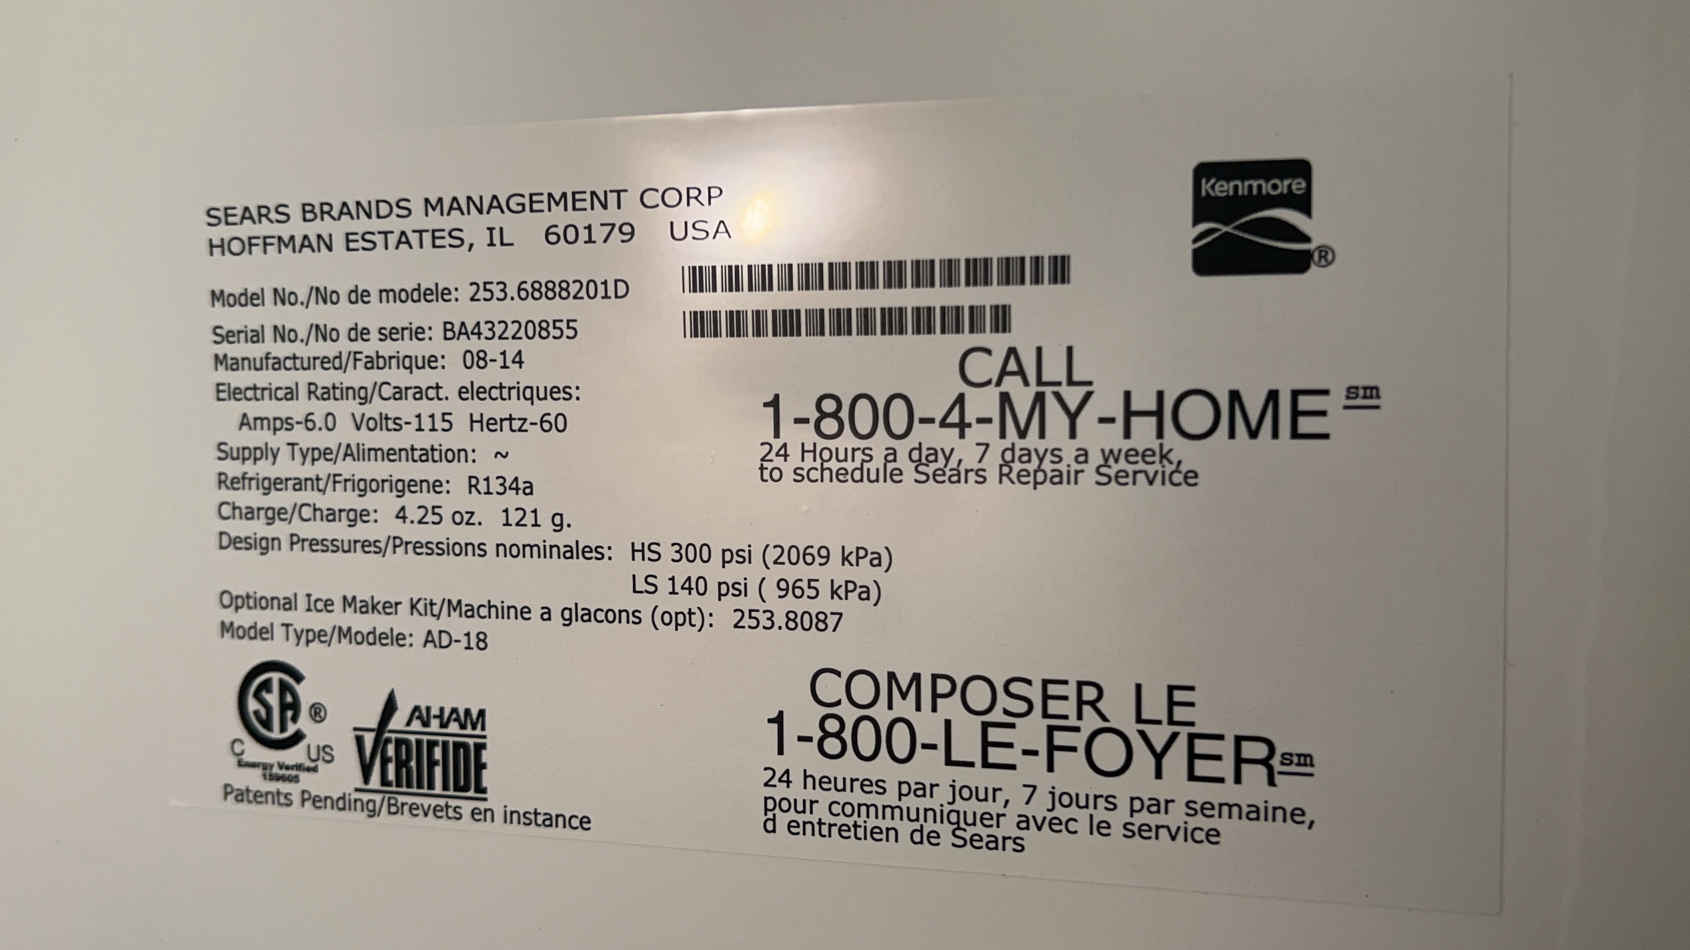 SEARS BRANDS MANAGEMENT CORP
HOFFMAN ESTATES, IL 60179 USA
Kenmore
®
Model No./No de modele: 253.6888201D
Serial No./No de serie: BA43220855
Manufactured/Fabrique: 08-14
Electrical Rating/Caract. electriques:
Amps-6.0 Volts-115 Hertz-60
Supply Type/Alimentation: ~
Refrigerant/Frigorigene: R134a
Charge/Charge: 4.25 oz. 121 g.
Design Pressures/Pressions nominales: HS 300 psi (2069 kPa)
LS 140 psi ( 965 kPa)
Optional Ice Maker Kit/Machine a glacons (opt): 253.8087
Model Type/Modele: AD-18
CALL
1-800-4-MY-HOME sm
24 Hours a day, 7 days a week,
to schedule Sears Repair Service
SA ®
C US
Energy Verified
159605
AHAM
VERIFIDE
Patents Pending/Brevets en instance
COMPOSER LE
1-800-LE-FOYER sm
24 heures par jour, 7 jours par semaine,
pour communiquer avec le service
d entretien de Sears